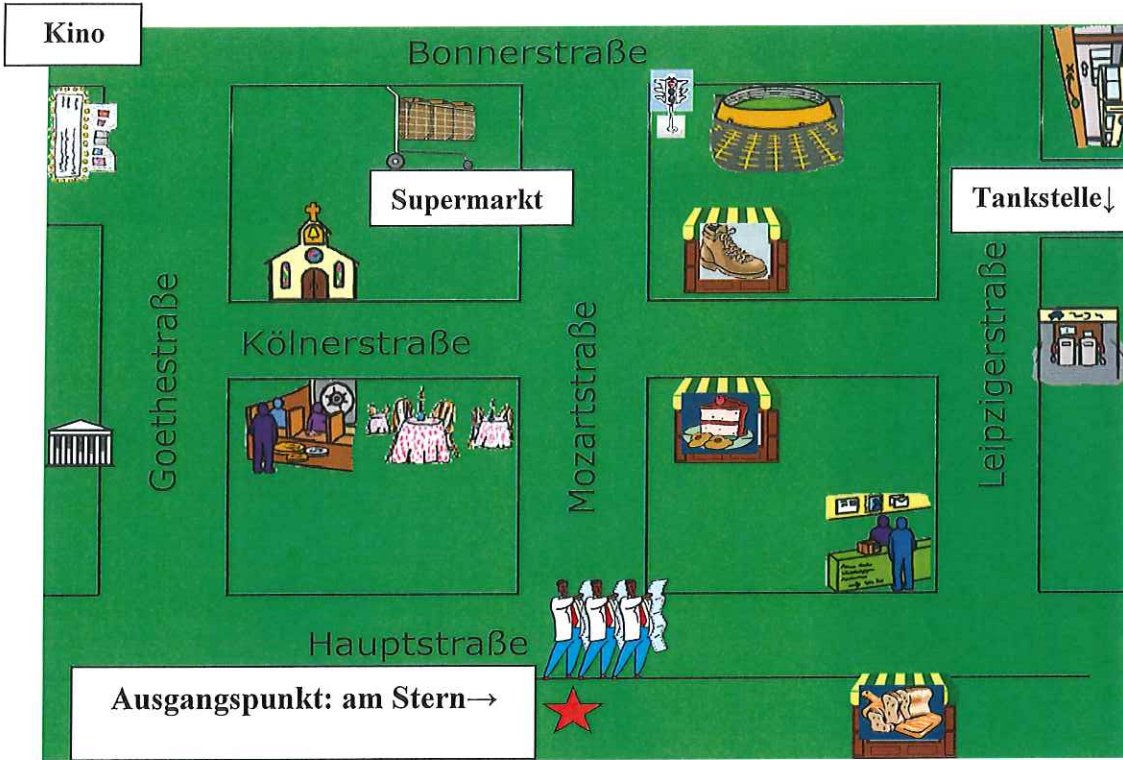 Kino
Bonnerstraße
Supermarkt
Tankstelle↓
Goethestraße
Kölnerstraße
Mozartstraße
Leipzigerstraße
Hauptstraße
Ausgangspunkt: am Stern→